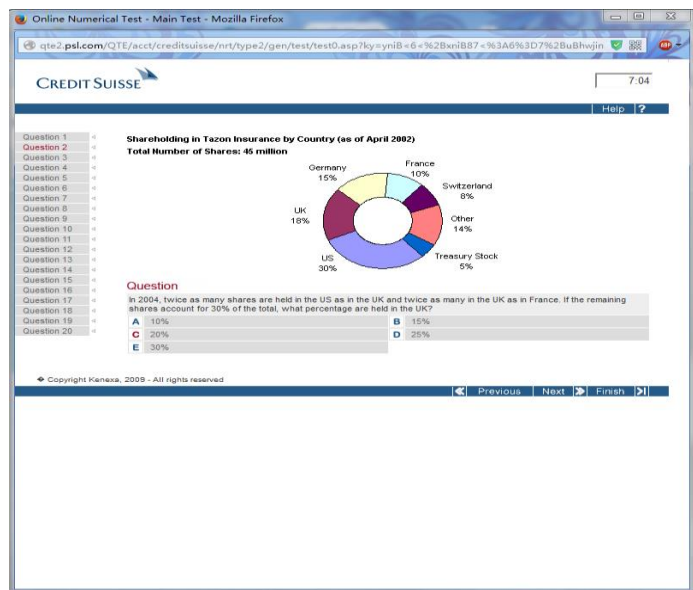 Online Numerical Test - Main Test - Mozilla Firefox
qte2.psl.com/QTE/acct/creditsuisse/nrt/type2/gen/test/test0.asp?ky=yniB<6<%2BxniB87<%3A6%3D7%2BuBhwjin
ABP
CREDIT SUISSE
7:04
Help ?
Question 1
Question 2
Question 3
Question 4
Question 5
Question 6
Question 7
Question 8
Question 9
Question 10
Question 11
Question 12
Question 13
Question 14
Question 15
Question 16
Question 17
Question 18
Question 19
Question 20
Shareholding in Tazon Insurance by Country (as of April 2002)
Total Number of Shares: 45 million
Germany
15%
France
10%
Switzerland
8%
UK
18%
Other
14%
US
30%
Treasury Stock
5%
Question
In 2004, twice as many shares are held in the US as in the UK and twice as many in the UK as in France. If the remaining
shares account for 30% of the total, what percentage are held in the UK?
A 10%
B 15%
C 20%
D 25%
E 30%
� Copyright Kenexa, 2009 - All rights reserved
Previous Next Finish